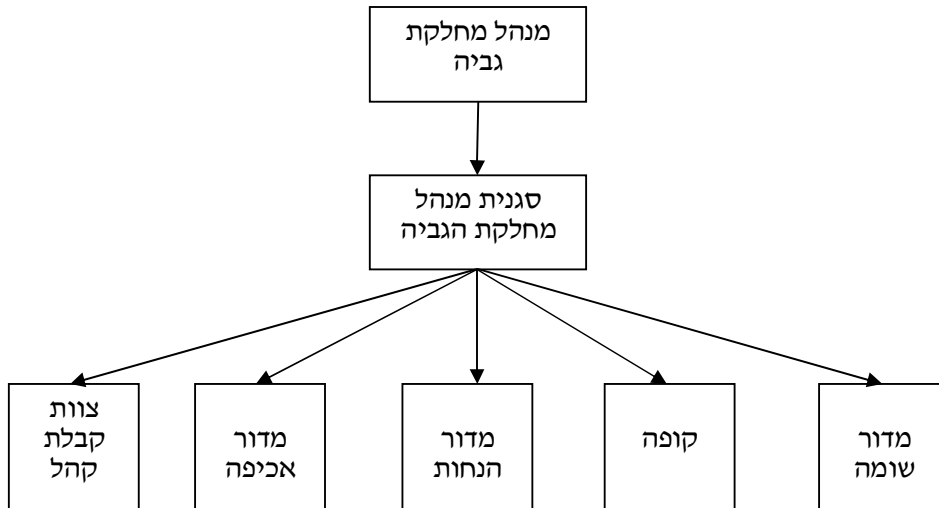 מנהל מחלקת
גביה
סגנית מנהל
מחלקת הגביה
מדור
שומה
קופה
מדור
הנחות
מדור
אכיפה
צוות
קבלת
קהל